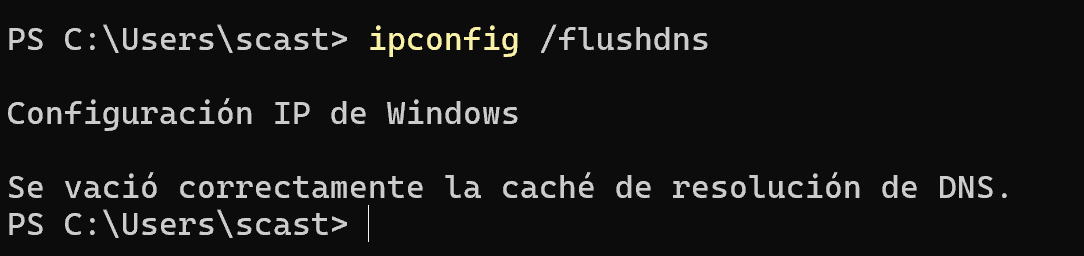 PS C:\Users\scast> ipconfig /flushdns
Configuración IP de Windows
Se vació correctamente la caché de resolución de DNS.
PS C:\Users\scast>